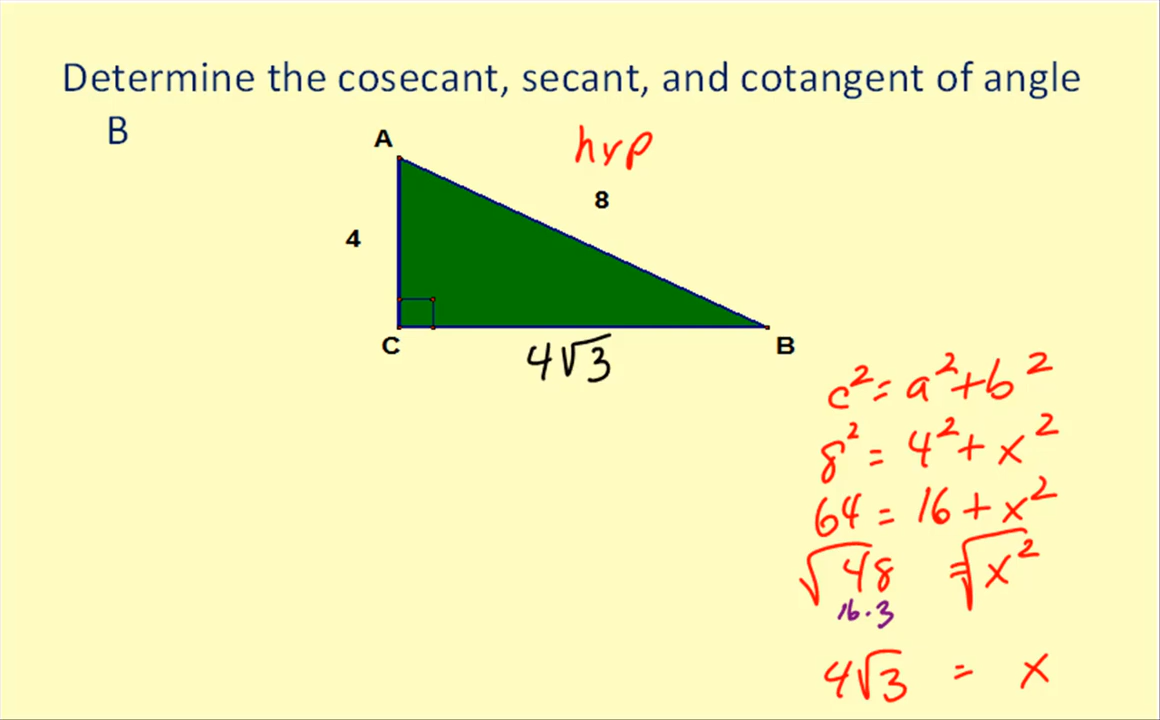 Determine the cosecant, secant, and cotangent of angle
B
A
hyp
8
4
C
B
4√3
c² = a² + b²
8² = 4² + x²
64 = 16 + x²
√48 = √x²
16·3
4√3 = x